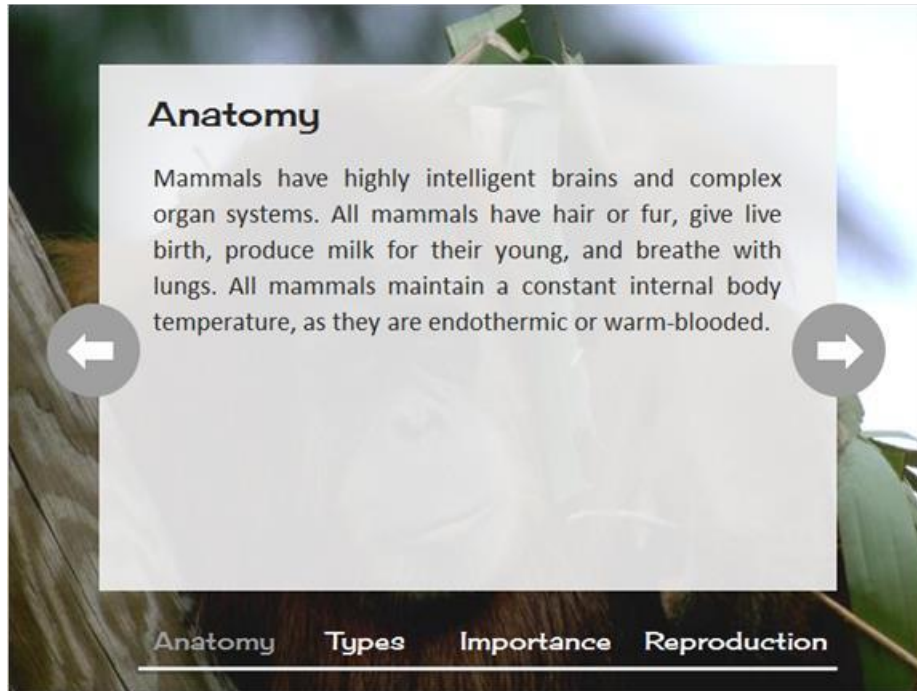 Anatomy
Mammals have highly intelligent brains and complex
organ systems. All mammals have hair or fur, give live
birth, produce milk for their young, and breathe with
lungs. All mammals maintain a constant internal body
temperature, as they are endothermic or warm-blooded.
Anatomy Types Importance Reproduction